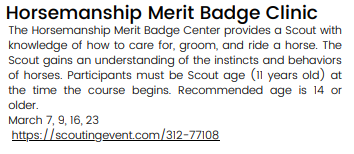 Horsemanship Merit Badge Clinic
The Horsemanship Merit Badge Center provides a Scout with
knowledge of how to care for, groom, and ride a horse. The
Scout gains an understanding of the instincts and behaviors
of horses. Participants must be Scout age (11 years old) at
the time the course begins. Recommended age is 14 or
older.
March 7, 9, 16, 23
https://scoutingevent.com/312-77108